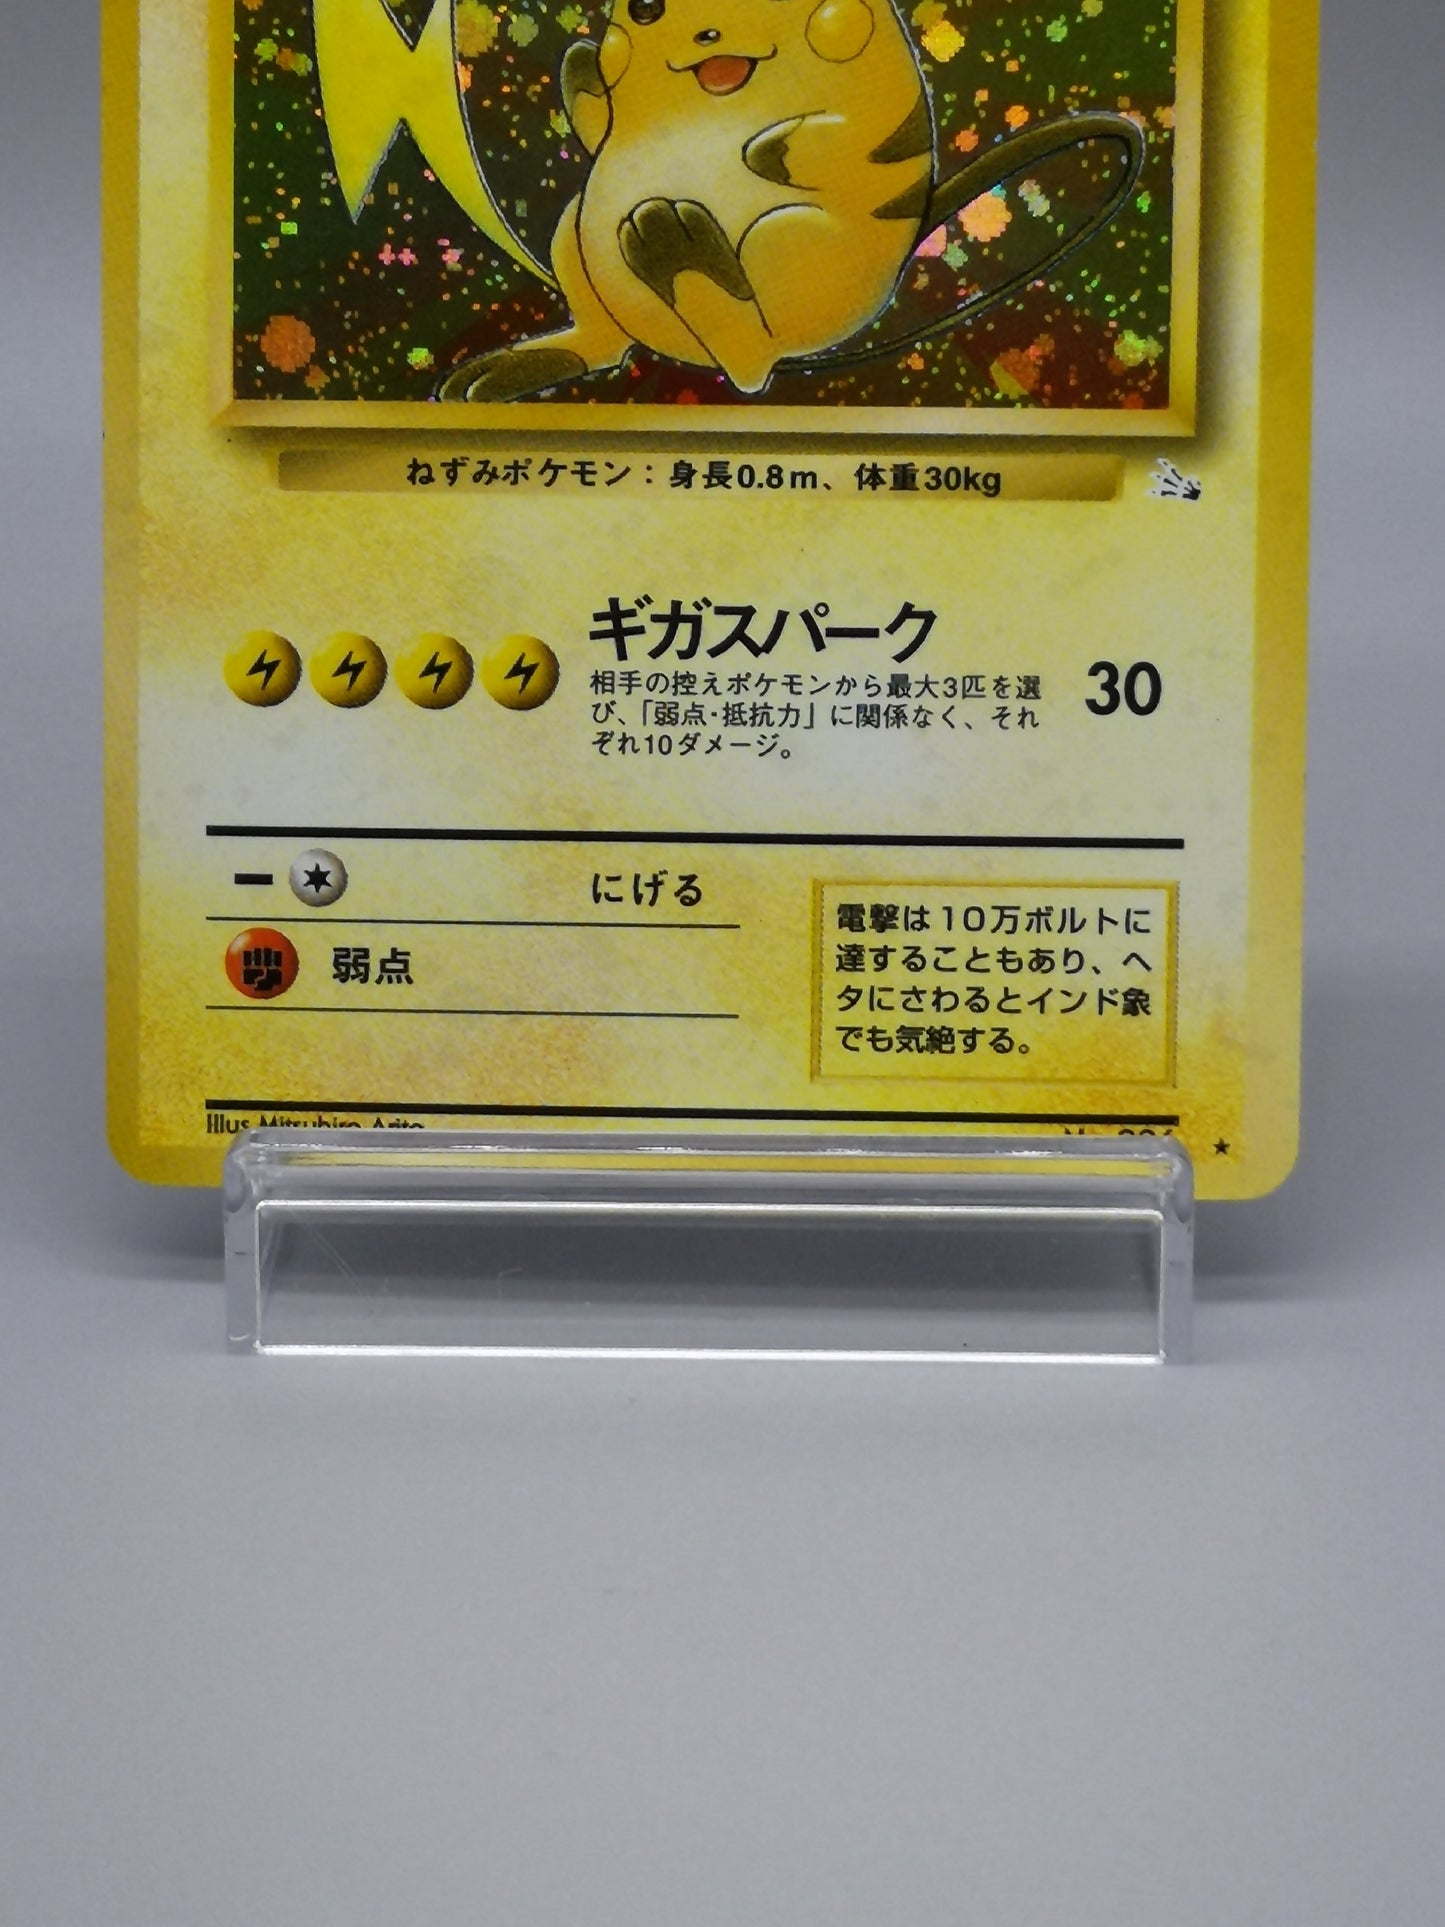 ねずみポケモン：身長0.8m、体重30kg
ギガスパーク
相手の控えポケモンから最大3匹を選
び、「弱点・抵抗力」に関係なく、それ
ぞれ10ダメージ。
30
にげる
弱点
電撃は10万ボルトに
達することもあり、ヘ
タにさわるとインド象
でも気絶する。
Illus. Mitsuhiro Arita